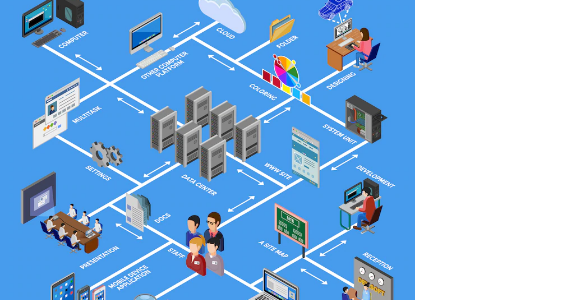 COMPUTER
CLOUD
FOLDER
OTHER COMPUTER
PLATFORM
DESIGNING
COLORING
MULTITASK
SYSTEM UNIT
SETTINGS
DATA CENTER
WWW SITE
DEVELOPMENT
DOCS
PRESENTATION
STAFF
A SITE MAP
RECEPTION
MOBILE DEVICE
APPLICATION